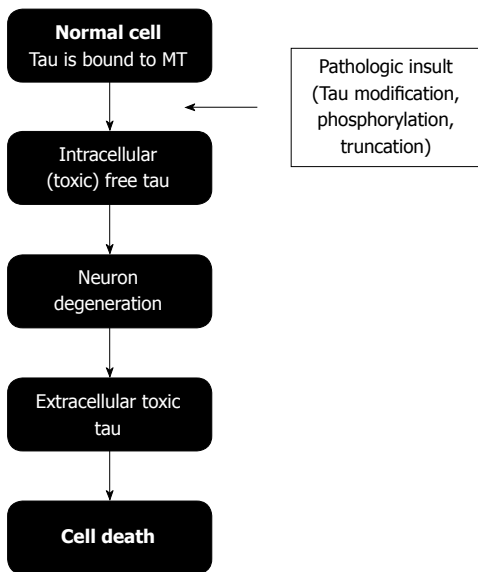 Normal cell
Tau is bound to MT
Pathologic insult
(Tau modification,
phosphorylation,
truncation)
Intracellular
(toxic) free tau
Neuron
degeneration
Extracellular toxic
tau
Cell death